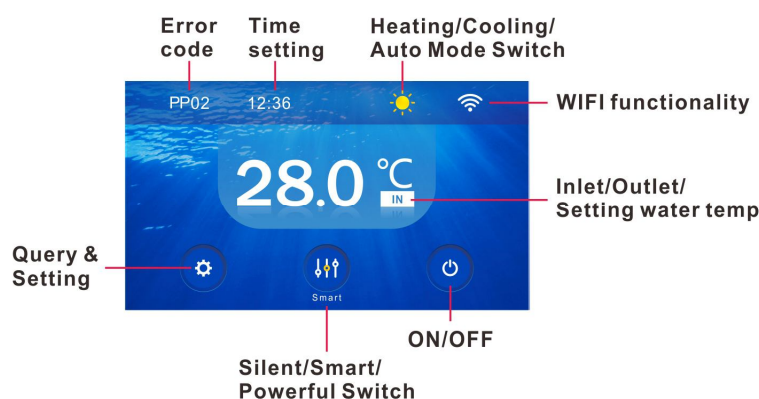 Error
code
Time
setting
Heating/Cooling/
Auto Mode Switch
PP02
12:36
WIFI functionality
28.0 °C
IN
Inlet/Outlet/
Setting water temp
Query &
Setting
Smart
ON/OFF
Silent/Smart/
Powerful Switch